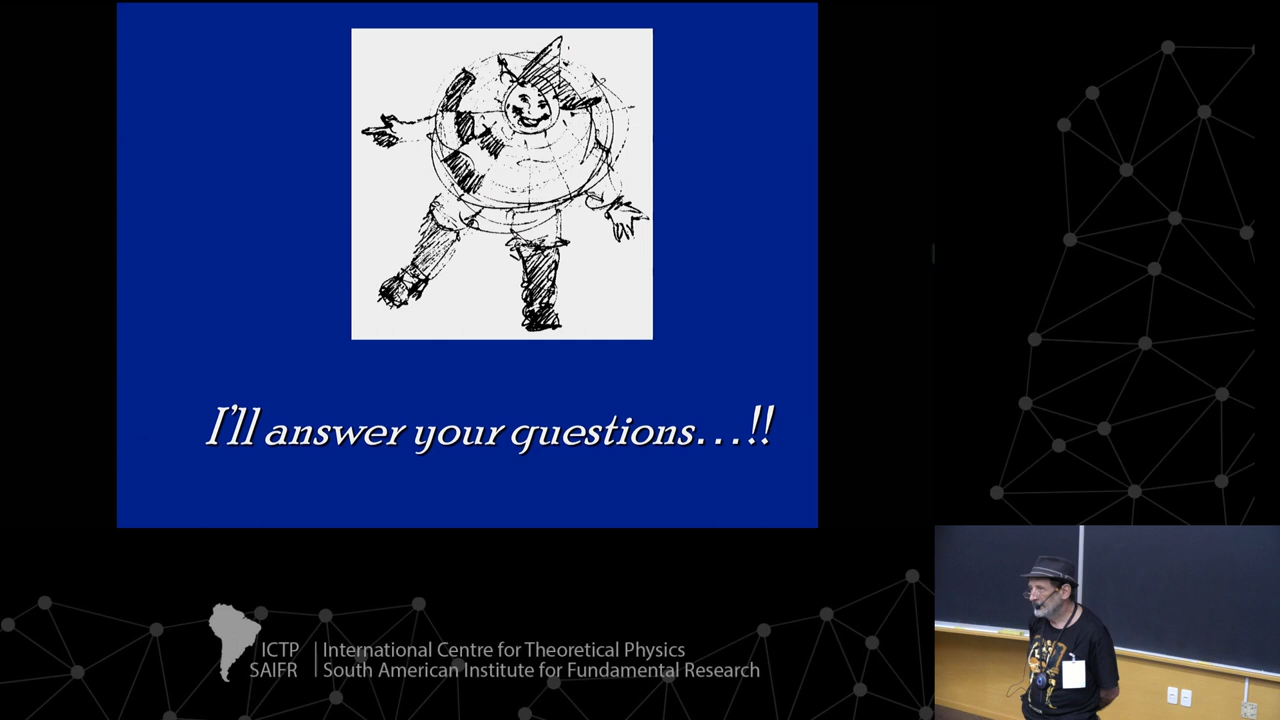 I'll answer your questions...!!
ICTP
SAIFR
International Centre for Theoretical Physics
South American Institute for Fundamental Research